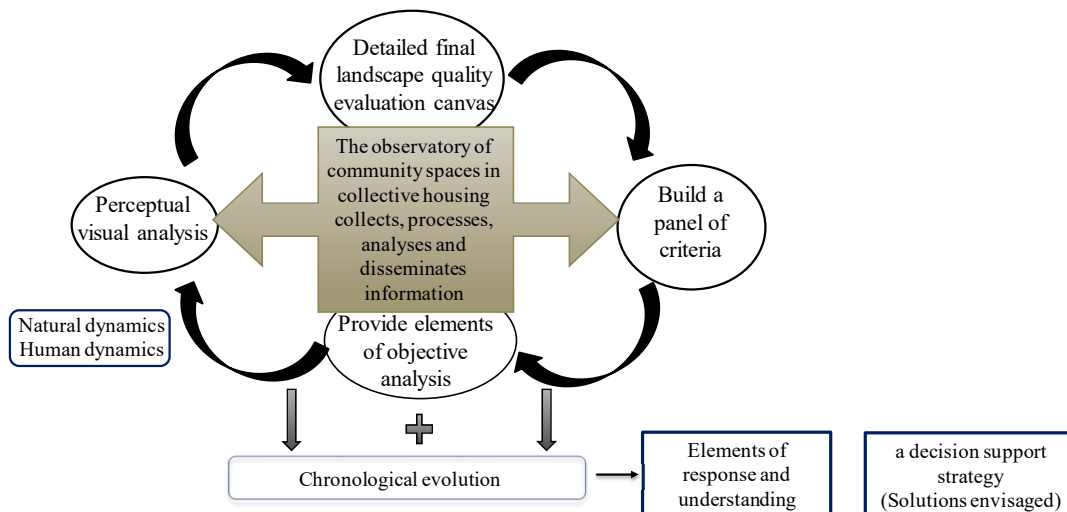 Detailed final
landscape quality
evaluation canvas
The observatory of
community spaces in
collective housing
collects, processes,
analyses and
disseminates
information
Perceptual
visual analysis
Build a
panel of
criteria
Natural dynamics
Human dynamics
Provide elements
of objective
analysis
Chronological evolution
Elements of
response and
understanding
a decision support
strategy
(Solutions envisaged)